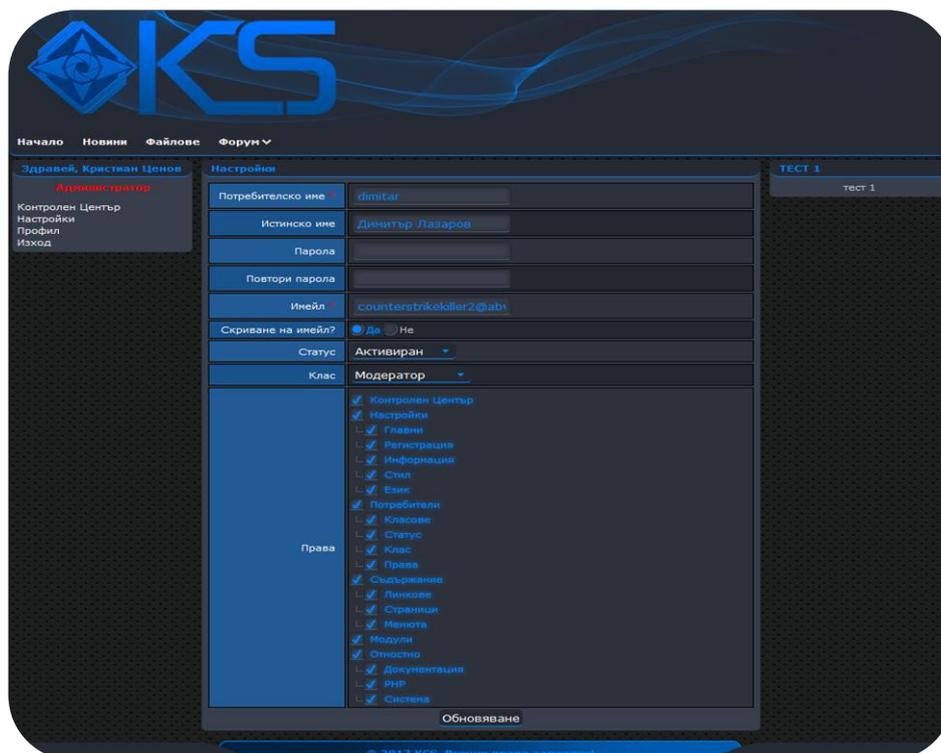 KS
Начало Новини Файлове Форум
Здравей, Кристиан Ценов
Администратор
Контролен Център
Настройки
Профил
Изход
Настройки
Потребителско име * dimitar
Истинско име Димитър Лазаров
Парола
Повтори парола
Имейл * counterstrikekiller2@abv
Скриване на имейл? Да Не
Статус Активиран
Клас Модератор
Права
Контролен Център
Настройки
Главни
Регистрация
Информация
Стил
Език
Потребители
Класове
Статус
Клас
Права
Съдържание
Линкове
Страници
Менюта
Модули
Отностно
Документация
PHP
Система
Обновяване
ТЕСТ 1
тест 1